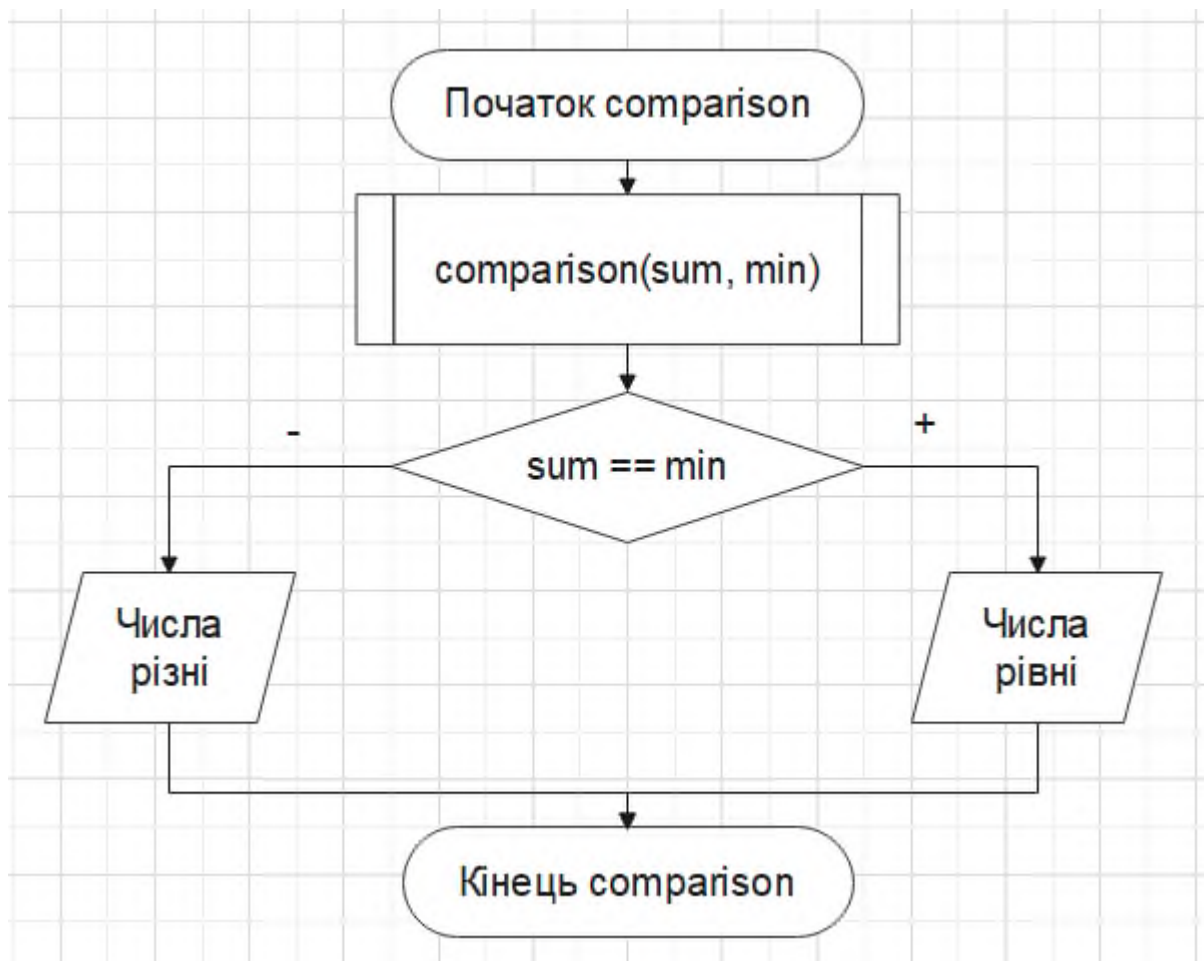 Початок comparison
comparison(sum, min)
-
+
sum == min
Числа
різні
Числа
рівні
Кінець comparison